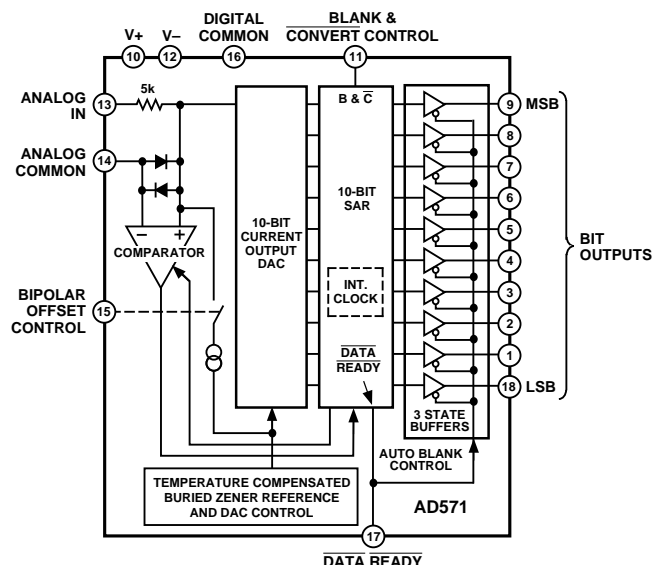 DIGITAL
COMMON
BLANK &
CONVERT CONTROL
V+
V–
10
12
16
11
ANALOG
IN
13
5k
B & C
9
MSB
8
ANALOG
COMMON
14
7
10-BIT
SAR
6
10-BIT
CURRENT
OUTPUT
DAC
5
– +
COMPARATOR
BIT
OUTPUTS
4
INT.
CLOCK
3
BIPOLAR
OFFSET
CONTROL
15
2
1
DATA
READY
18
LSB
3 STATE
BUFFERS
AUTO BLANK
CONTROL
TEMPERATURE COMPENSATED
BURIED ZENER REFERENCE
AND DAC CONTROL
AD571
17
DATA READY